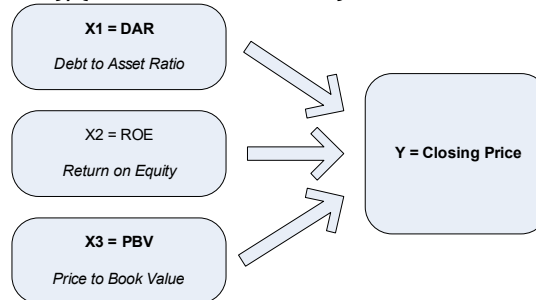 X1 = DAR
Debt to Asset Ratio
X2 = ROE
Return on Equity
Y = Closing Price
X3 = PBV
Price to Book Value